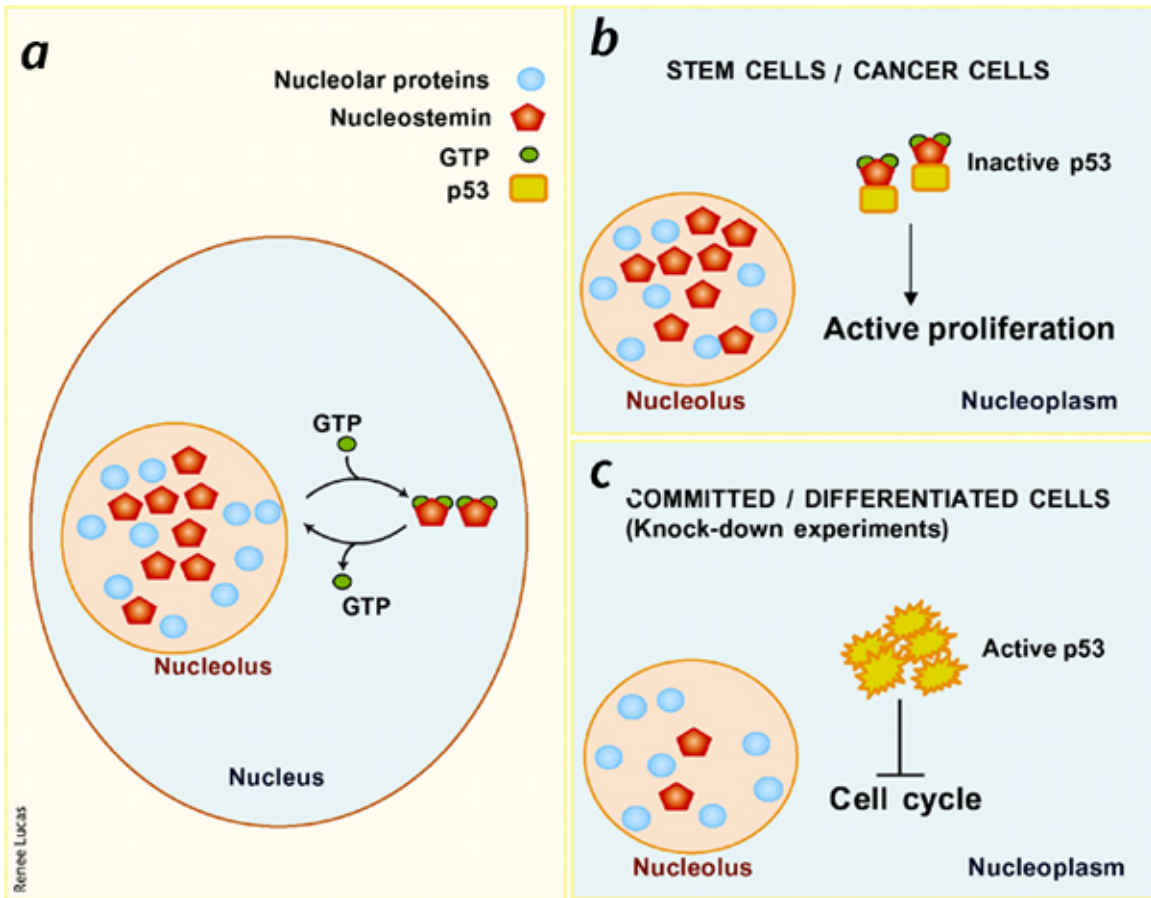 a
Nucleolar proteins
Nucleostemin
GTP
p53
GTP
GTP
Nucleolus
Nucleus
Renee Lucas
b
STEM CELLS / CANCER CELLS
Inactive p53
Active proliferation
Nucleolus
Nucleoplasm
c
COMMITTED / DIFFERENTIATED CELLS
(Knock-down experiments)
Active p53
Cell cycle
Nucleolus
Nucleoplasm